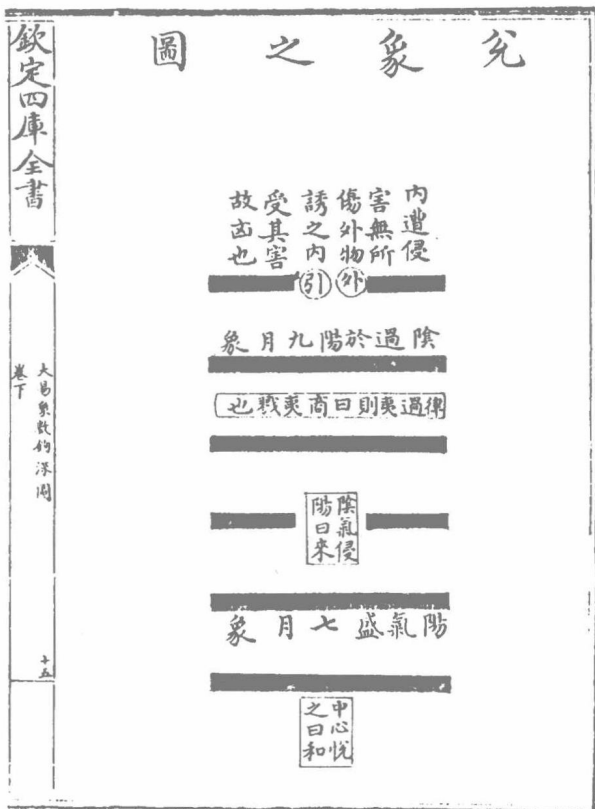 兊象之圖
內遭侵
害無所
傷外物
誘之內
受其害
故凶也
外引
陰過於陽九月象
律過夷則曰商夷戰也
陰氣侵
陽曰來
陽氣盛七月象
中心悅
之曰和
欽定四庫全書
大易象數鈎深圖
卷下
十五